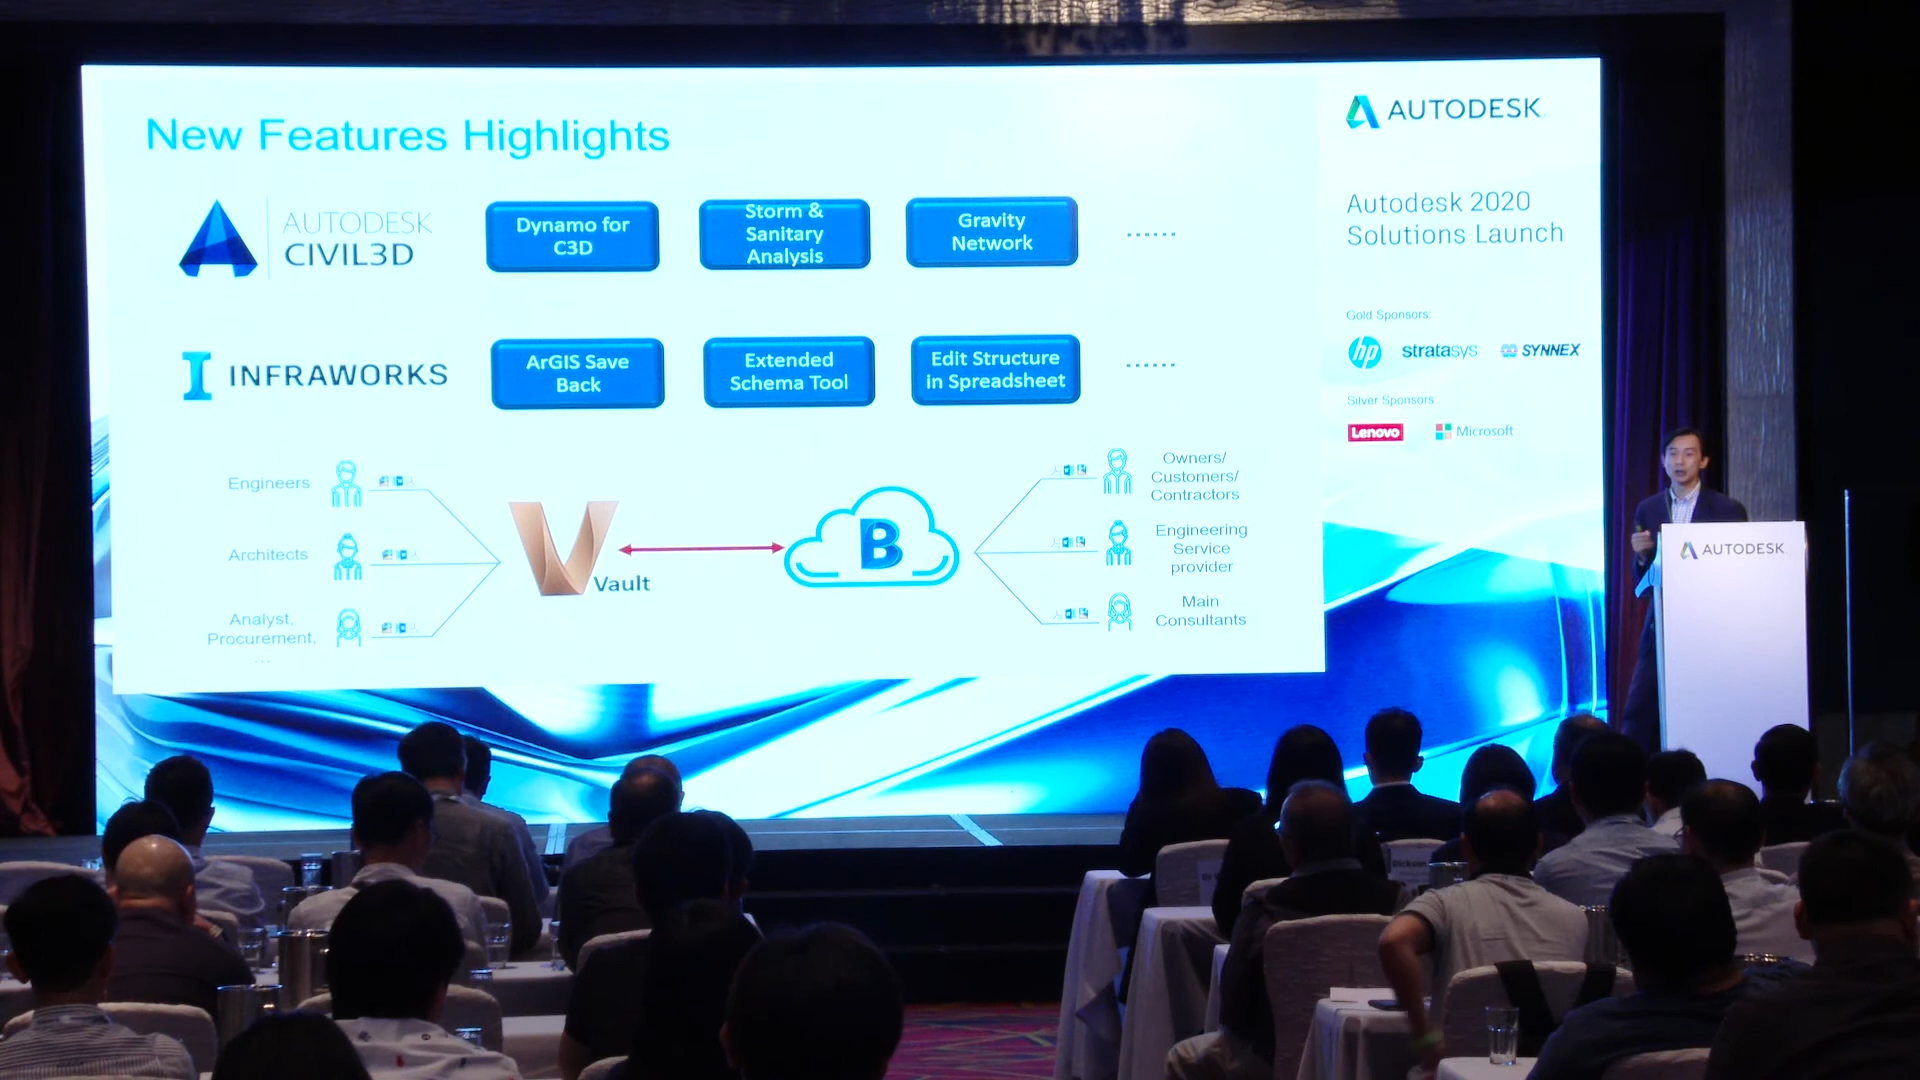 New Features Highlights
AUTODESK
CIVIL3D
Dynamo for
C3D
Storm &
Sanitary
Analysis
Gravity
Network
......
INFRAWORKS
ArGIS Save
Back
Extended
Schema Tool
Edit Structure
in Spreadsheet
......
Engineers
Architects
Analyst,
Procurement,
...
Vault
B
Owners/
Customers/
Contractors
Engineering
Service
provider
Main
Consultants
AUTODESK
Autodesk 2020
Solutions Launch
Gold Sponsors:
hp
stratasys
SYNNEX
Silver Sponsors
Lenovo
Microsoft
AUTODESK
Dickson